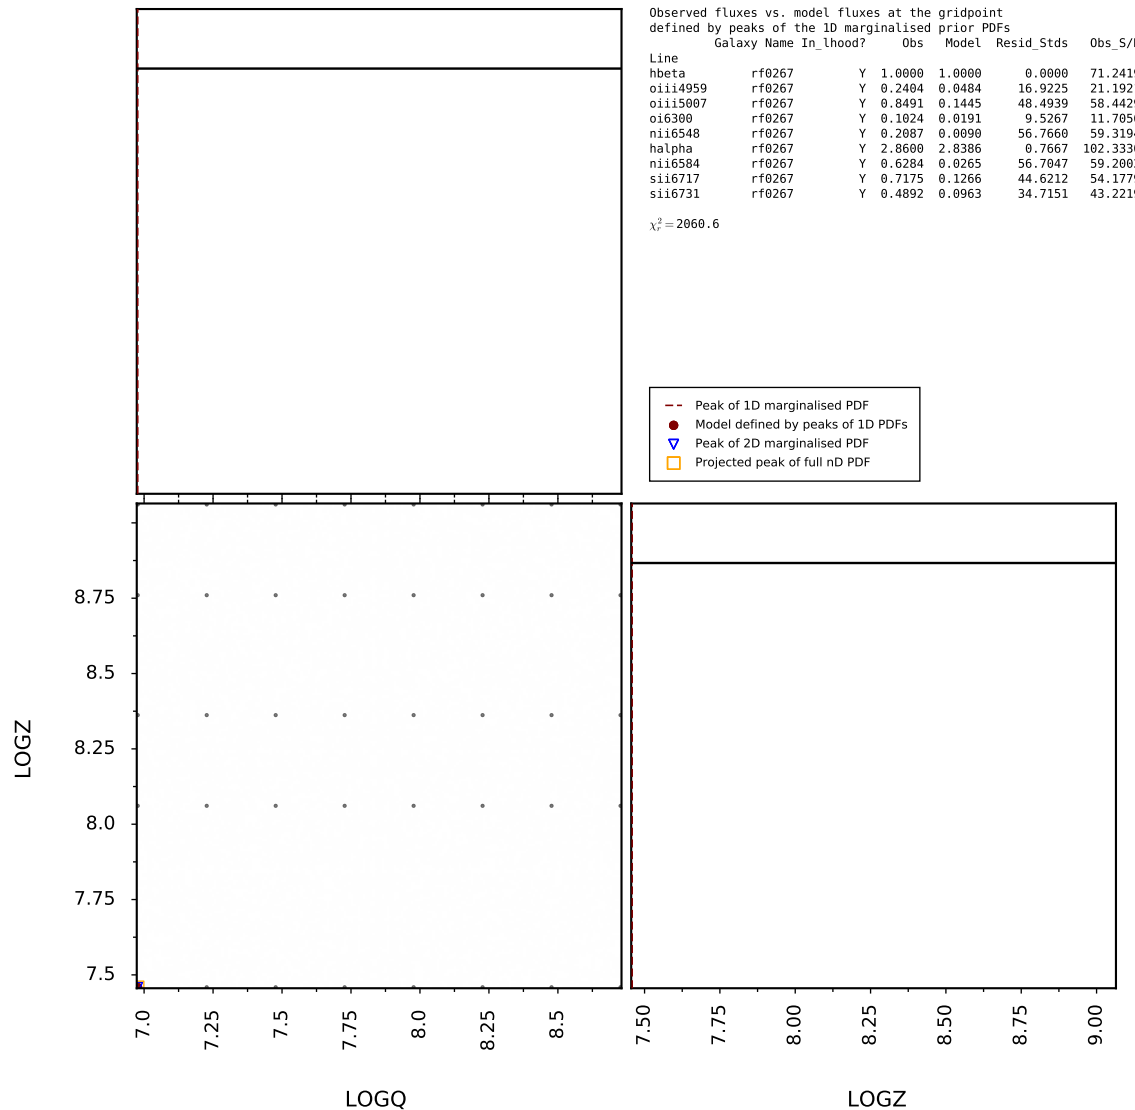 Observed fluxes vs. model fluxes at the gridpoint
defined by peaks of the 1D marginalised prior PDFs
Galaxy Name In_lhood? Obs Model Resid_Stds Obs_S/
Line
hbeta rf0267 Y 1.0000 1.0000 0.0000 71.241
oiii4959 rf0267 Y 0.2404 0.0484 16.9225 21.192
oiii5007 rf0267 Y 0.8491 0.1445 48.4939 58.442
oi6300 rf0267 Y 0.1024 0.0191 9.5267 11.705
nii6548 rf0267 Y 0.2087 0.0090 56.7660 59.319
halpha rf0267 Y 2.8600 2.8386 0.7667 102.333
nii6584 rf0267 Y 0.6284 0.0265 56.7047 59.200
sii6717 rf0267 Y 0.7175 0.1266 44.6212 54.177
sii6731 rf0267 Y 0.4892 0.0963 34.7151 43.221
χ²ᵣ = 2060.6
Peak of 1D marginalised PDF
Model defined by peaks of 1D PDFs
Peak of 2D marginalised PDF
Projected peak of full nD PDF
8.75
8.5
8.25
8.0
7.75
7.5
LOGZ
7.0 7.25 7.5 7.75 8.0 8.25 8.5
LOGQ
7.50 7.75 8.00 8.25 8.50 8.75 9.00
LOGZ